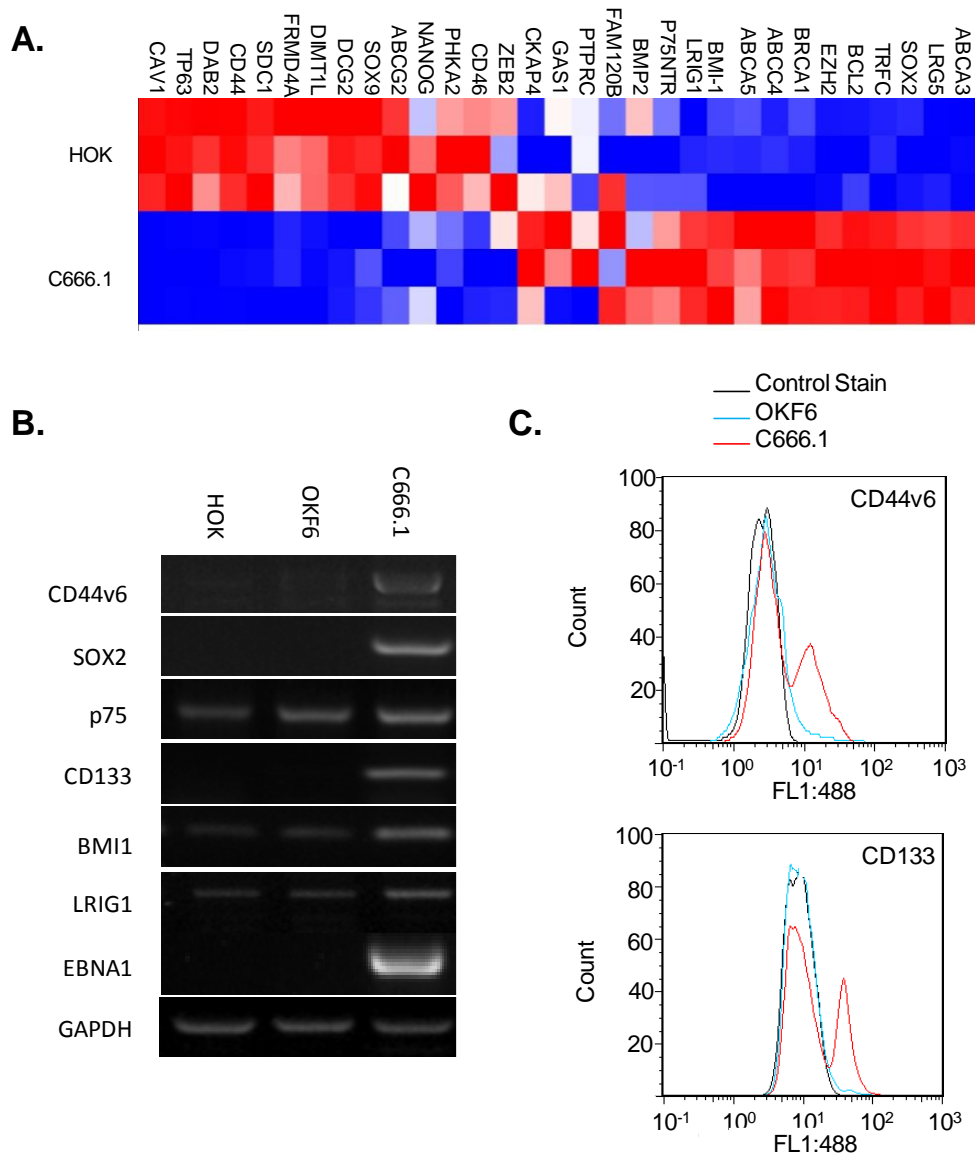 A.
CAV1 TP63 DAB2 CD44 SDC1 FRMD4A DIMT1L DCG2 SOX9 ABCG2 NANOG PHKA2 CD46 ZEB2 CKAP4 GAS1 PTPRC FAM120B BMP2 P75NTR LRIG1 BMI-1 ABCA5 ABCC4 BRCA1 EZH2 BCL2 TRFC SOX2 LRG5 ABCA3
HOK
C666.1
B.
HOK OKF6 C666.1
CD44v6
SOX2
p75
CD133
BMI1
LRIG1
EBNA1
GAPDH
C.
Control Stain
OKF6
C666.1
CD44v6
Count
100
80
60
40
20
10-1 100 101 102 103
FL1:488
CD133
Count
100
80
60
40
20
10-1 100 101 102 103
FL1:488